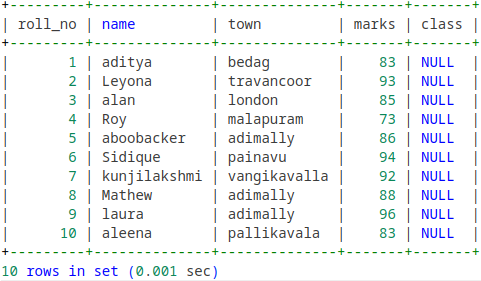 +---------+--------------+--------------+-------+-------+
| roll_no | name         | town         | marks | class |
+---------+--------------+--------------+-------+-------+
|       1 | aditya       | bedag        |    83 | NULL  |
|       2 | Leyona       | travancoor   |    93 | NULL  |
|       3 | alan         | london       |    85 | NULL  |
|       4 | Roy          | malapuram    |    73 | NULL  |
|       5 | aboobacker   | adimally     |    86 | NULL  |
|       6 | Sidique      | painavu      |    94 | NULL  |
|       7 | kunjilakshmi | vangikavalla |    92 | NULL  |
|       8 | Mathew       | adimally     |    88 | NULL  |
|       9 | laura        | adimally     |    96 | NULL  |
|      10 | aleena       | pallikavala  |    83 | NULL  |
+---------+--------------+--------------+-------+-------+
10 rows in set (0.001 sec)